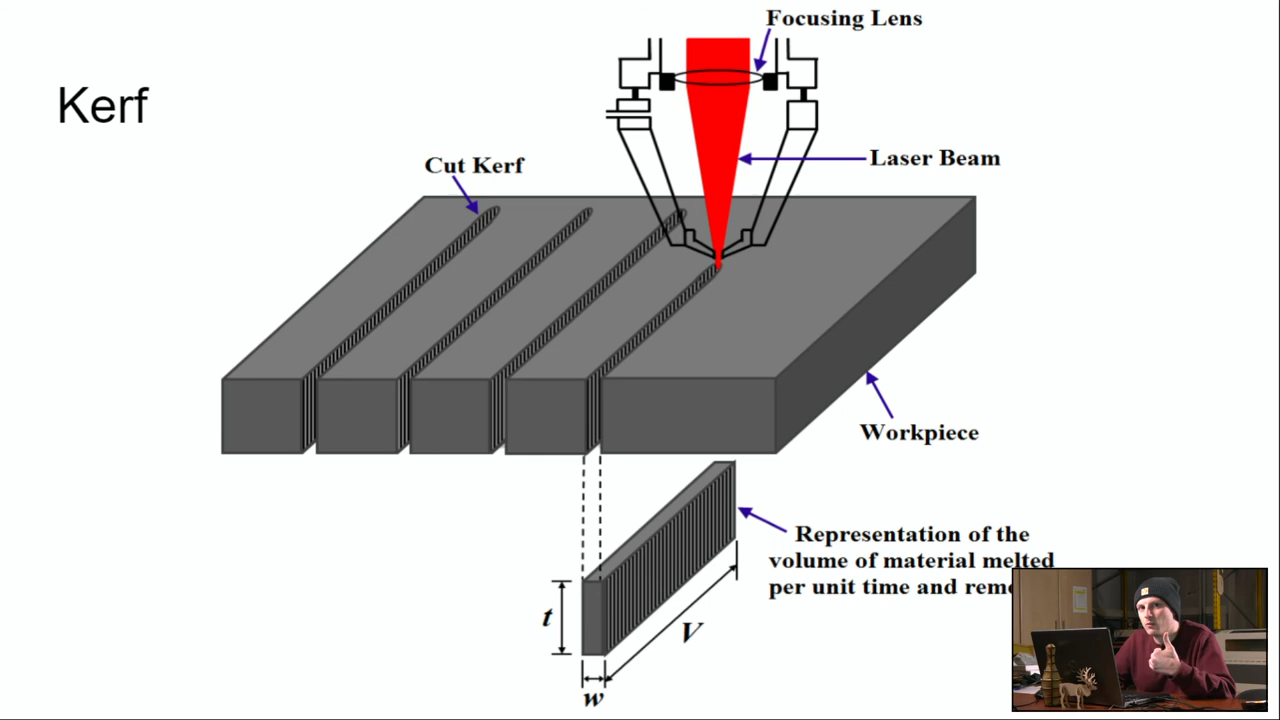 Focusing Lens
Kerf
Cut Kerf
Laser Beam
Workpiece
Representation of the
volume of material melted
per unit time and
t
V
w